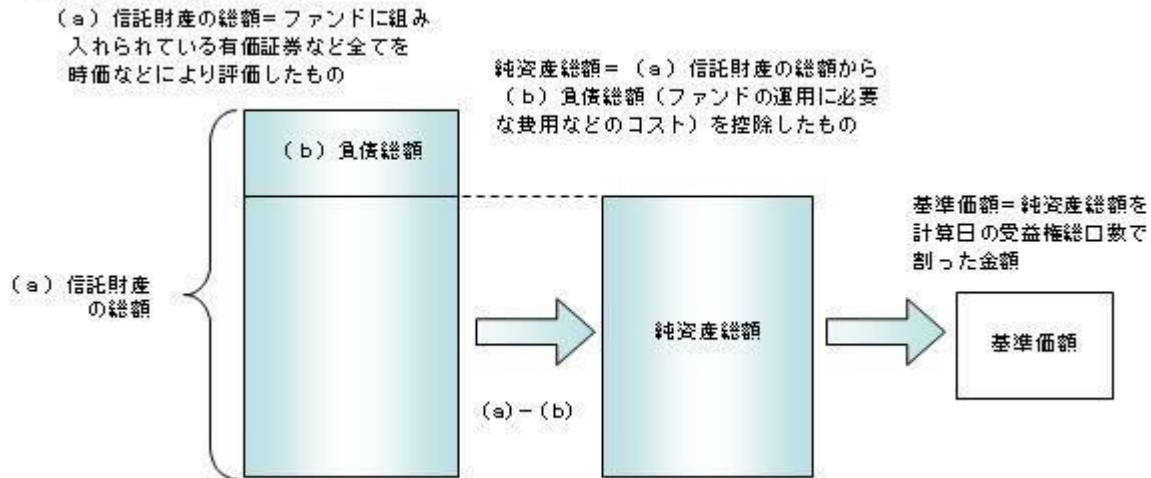 (a)信託財産の総額=ファンドに組み
入れられている有価証券など全てを
時価などにより評価したもの
純資産総額=(a)信託財産の総額から
(b)負債総額(ファンドの運用に必要
な費用などのコスト)を控除したもの
(b)負債総額
基準価額=純資産総額を
計算日の受益権総口数で
割った金額
(a)信託財産
の総額
純資産総額
基準価額
(a)-(b)